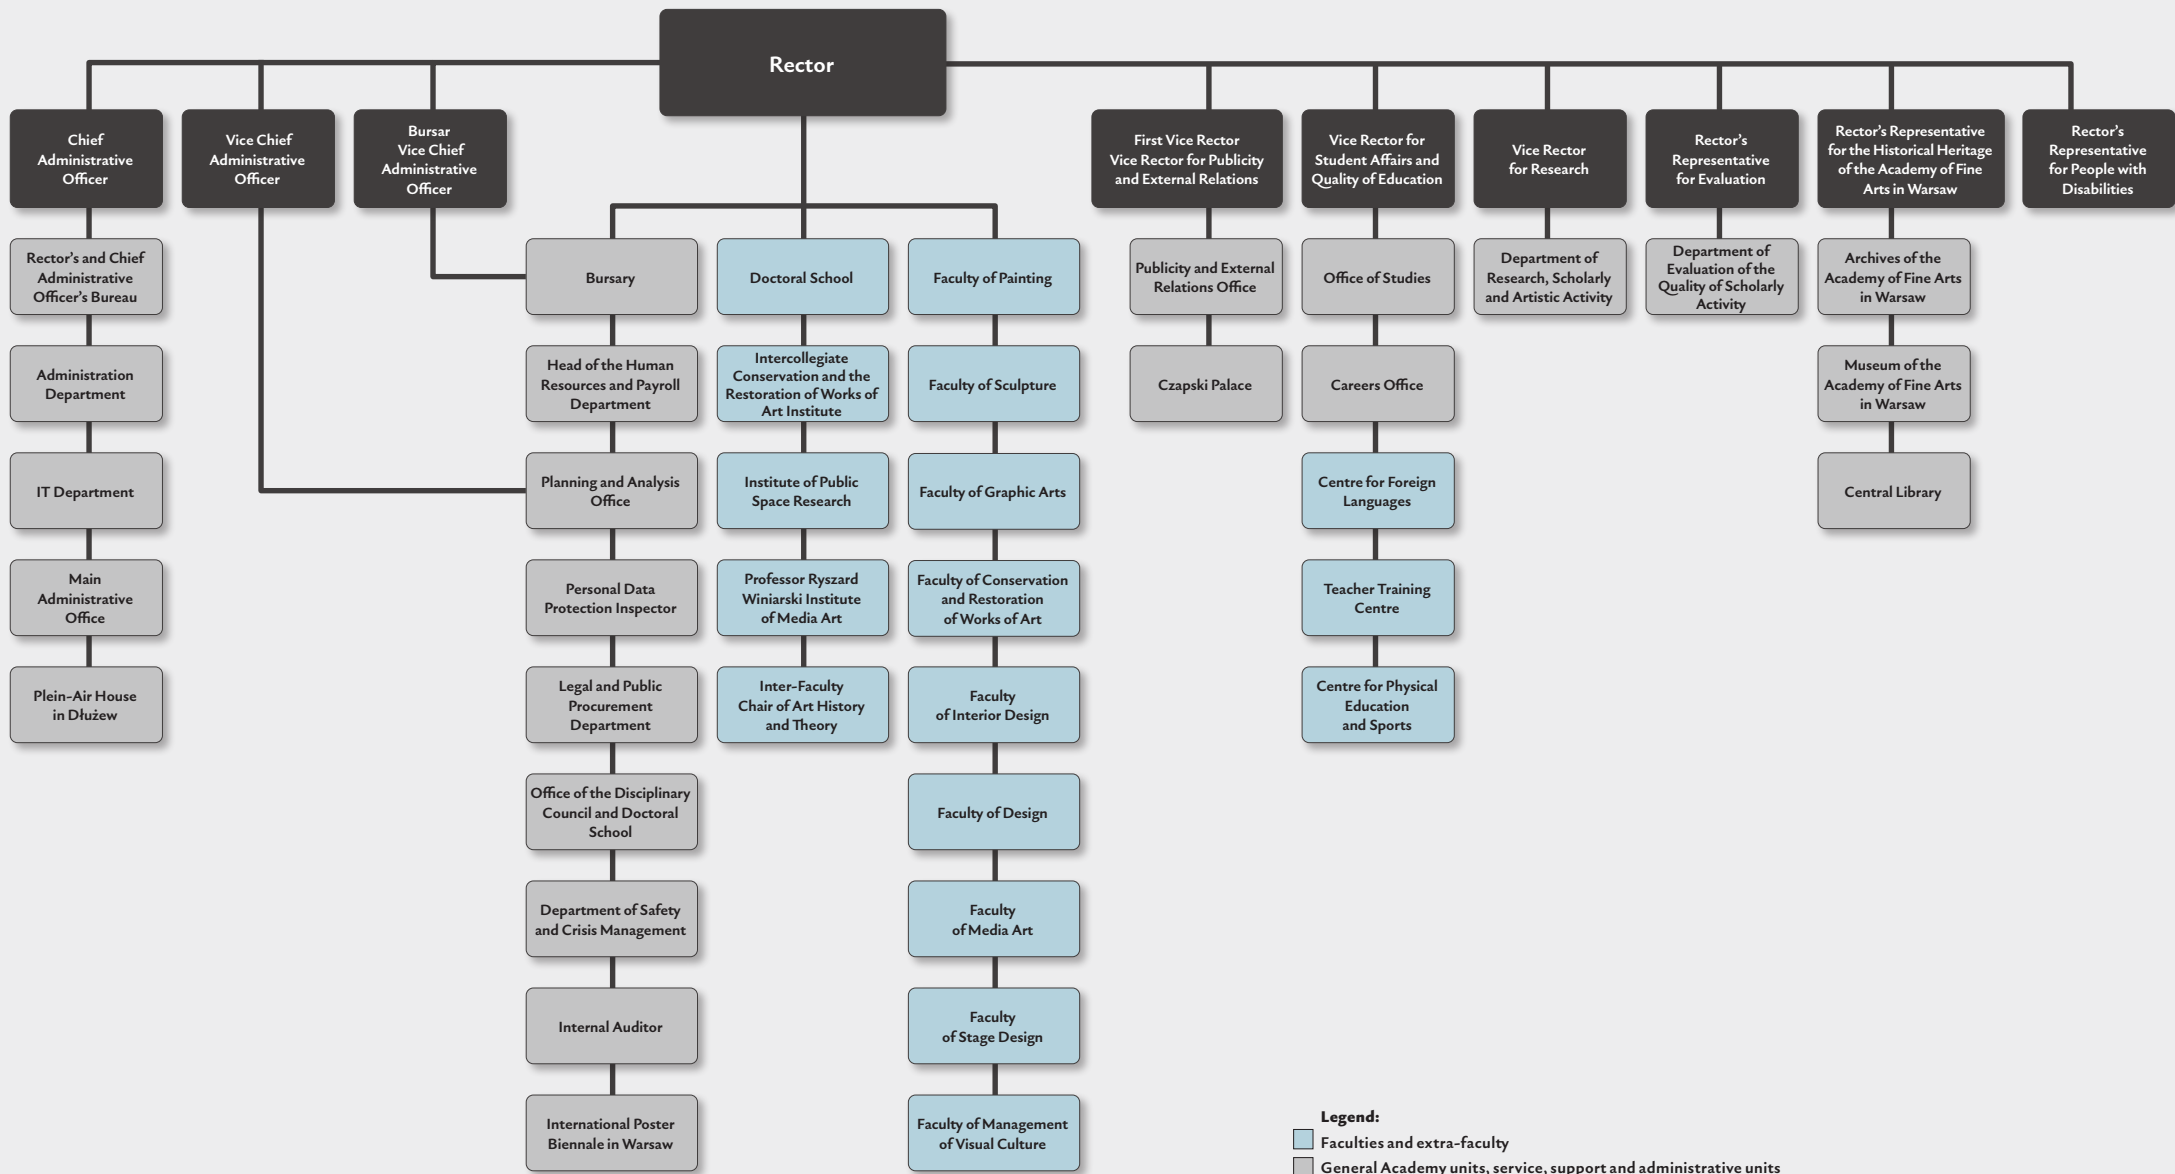 Rector
Chief
Administrative
Officer
Vice Chief
Administrative
Officer
Bursar
Vice Chief
Administrative
Officer
First Vice Rector
Vice Rector for Publicity
and External Relations
Vice Rector for
Student Affairs and
Quality of Education
Vice Rector
for Research
Rector's
Representative
for Evaluation
Rector's Representative
for the Historical Heritage
of the Academy of Fine
Arts in Warsaw
Rector's
Representative
for People with
Disabilities
Rector's and Chief
Administrative
Officer's Bureau
Administration
Department
IT Department
Main
Administrative
Office
Plein-Air House
in Dłużew
Bursary
Head of the Human
Resources and Payroll
Department
Planning and Analysis
Office
Personal Data
Protection Inspector
Legal and Public
Procurement
Department
Office of the Disciplinary
Council and Doctoral
School
Department of Safety
and Crisis Management
Internal Auditor
International Poster
Biennale in Warsaw
Doctoral School
Intercollegiate
Conservation and the
Restoration of Works of
Art Institute
Institute of Public
Space Research
Professor Ryszard
Winiarski Institute
of Media Art
Inter-Faculty
Chair of Art History
and Theory
Faculty of Painting
Faculty of Sculpture
Faculty of Graphic Arts
Faculty of Conservation
and Restoration
of Works of Art
Faculty
of Interior Design
Faculty of Design
Faculty
of Media Art
Faculty
of Stage Design
Faculty of Management
of Visual Culture
Publicity and External
Relations Office
Czapski Palace
Office of Studies
Careers Office
Centre for Foreign
Languages
Teacher Training
Centre
Centre for Physical
Education
and Sports
Department of
Research, Scholarly
and Artistic Activity
Department of
Evaluation of the
Quality of Scholarly
Activity
Archives of the
Academy of Fine Arts
in Warsaw
Museum of the
Academy of Fine Arts
in Warsaw
Central Library
Legend:
Faculties and extra-faculty
General Academy units, service, support and administrative units